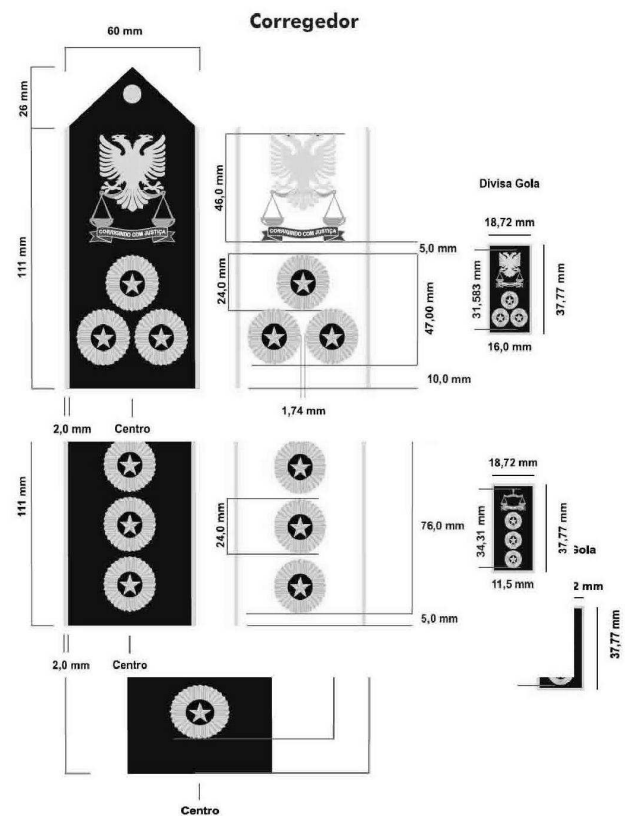 Corregedor
60 mm
26 mm
111 mm
CORRIGINDO COM JUSTIÇA
46,0 mm
5,0 mm
24,0 mm
47,00 mm
10,0 mm
1,74 mm
2,0 mm
Centro
Divisa Gola
18,72 mm
31,583 mm
37,77 mm
16,0 mm
111 mm
24,0 mm
76,0 mm
5,0 mm
2,0 mm
Centro
18,72 mm
34,31 mm
37,77 mm
11,5 mm
Gola
2 mm
37,77 mm
Centro